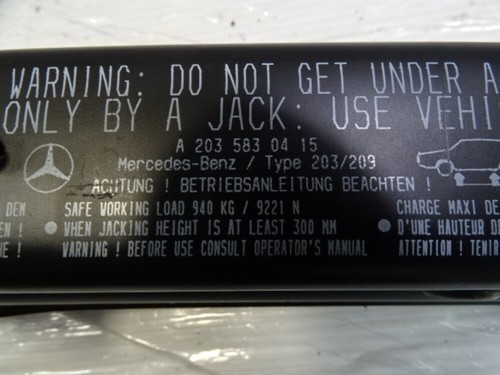 WARNING: DO NOT GET UNDER A
ONLY BY A JACK: USE VEHI
A 203 583 04 15
Mercedes-Benz / Type 203/209
ACHTUNG ! BETRIEBSANLEITUNG BEACHTEN !
DEM SAFE WORKING LOAD 940 KG / 9221 N CHARGE MAXI DE
EN ! ● WHEN JACKING HEIGHT IS AT LEAST 300 MM ● D'UNE HAUTEUR DE
NE ! WARNING ! BEFORE USE CONSULT OPERATOR'S MANUAL ATTENTION ! TENIR